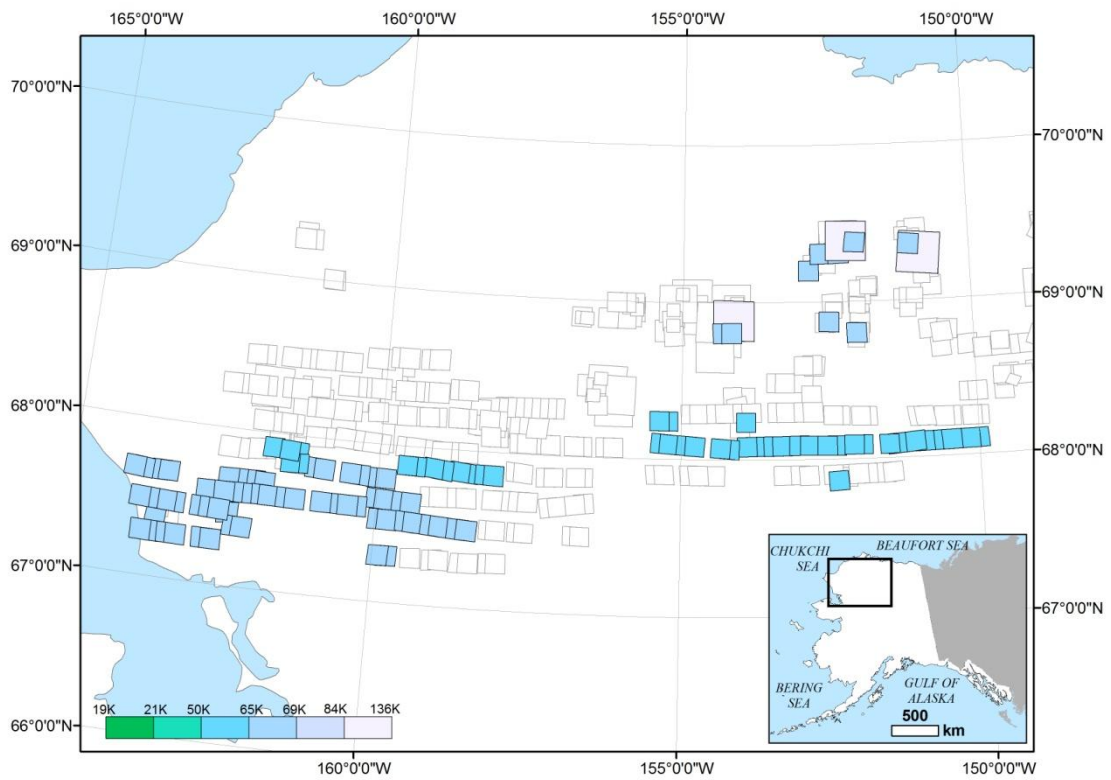 165°0'0"W 160°0'0"W 155°0'0"W 150°0'0"W
70°0'0"N
70°0'0"N
69°0'0"N
69°0'0"N
68°0'0"N
68°0'0"N
67°0'0"N
67°0'0"N
66°0'0"N
CHUKCHI SEA
BEAUFORT SEA
BERING SEA
GULF OF ALASKA
500
km
19K 21K 50K 65K 69K 84K 136K
160°0'0"W 155°0'0"W 150°0'0"W